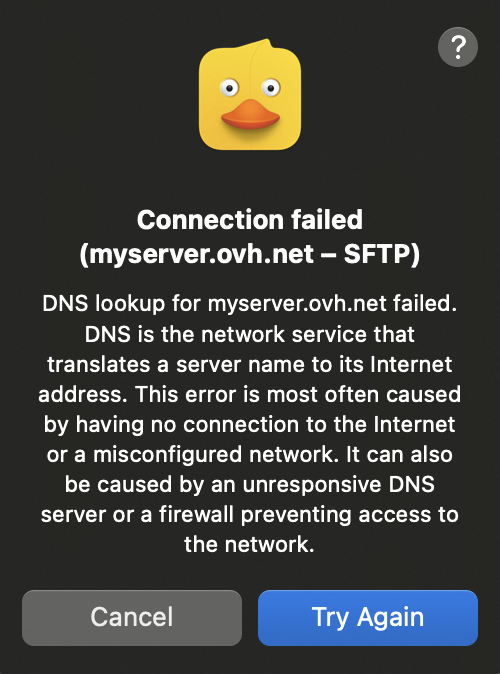 ?
Connection failed
(myserver.ovh.net – SFTP)
DNS lookup for myserver.ovh.net failed.
DNS is the network service that
translates a server name to its Internet
address. This error is most often caused
by having no connection to the Internet
or a misconfigured network. It can also
be caused by an unresponsive DNS
server or a firewall preventing access to
the network.
Cancel
Try Again